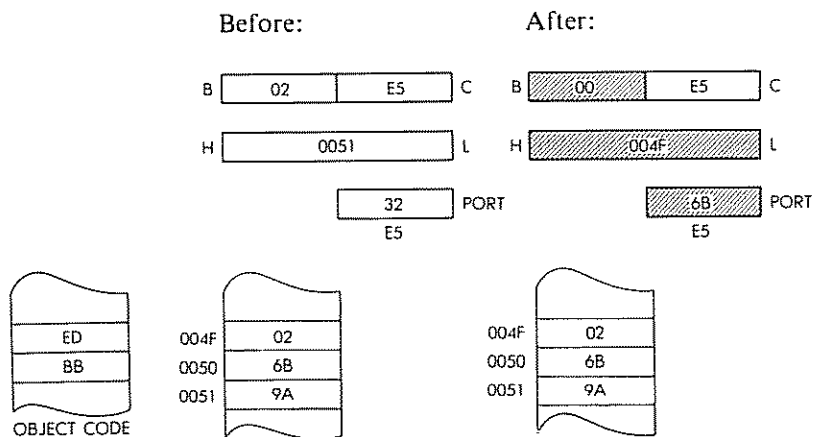 Before: After:
B 02 E5 C B 00 E5 C
H 0051 L H 004F L
32 PORT 6B PORT
E5 E5
ED 004F 02 004F 02
BB 0050 6B 0050 6B
0051 9A 0051 9A
OBJECT CODE